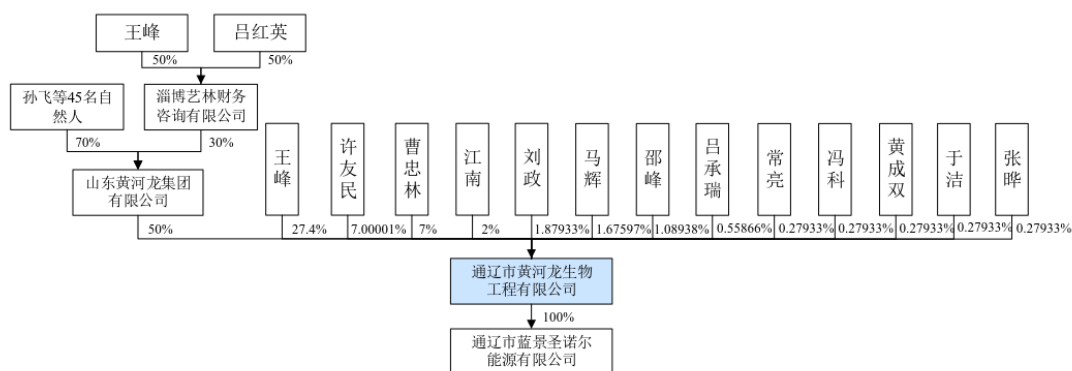 王峰
吕红英
50%
50%
孙飞等45名自
然人
淄博艺林财务
咨询有限公司
70%
30%
山东黄河龙集团
有限公司
王峰
许友民
曹忠林
江南
刘政
马辉
邵峰
吕承瑞
常亮
冯科
黄成双
于洁
张晔
50%
27.4%
7.00001%
7%
2%
1.87933%
1.67597%
1.08938%
0.55866%
0.27933%
0.27933%
0.27933%
0.27933%
0.27933%
通辽市黄河龙生物
工程有限公司
100%
通辽市蓝景圣诺尔
能源有限公司